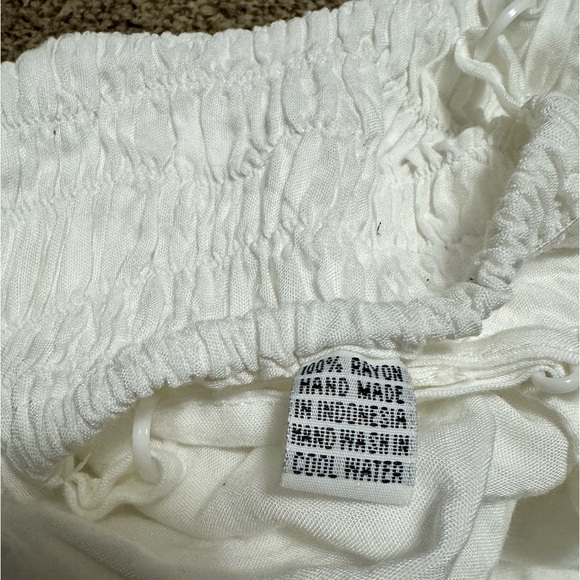 100% RAYON
HAND MADE
IN INDONESIA
HAND WASH IN
COOL WATER